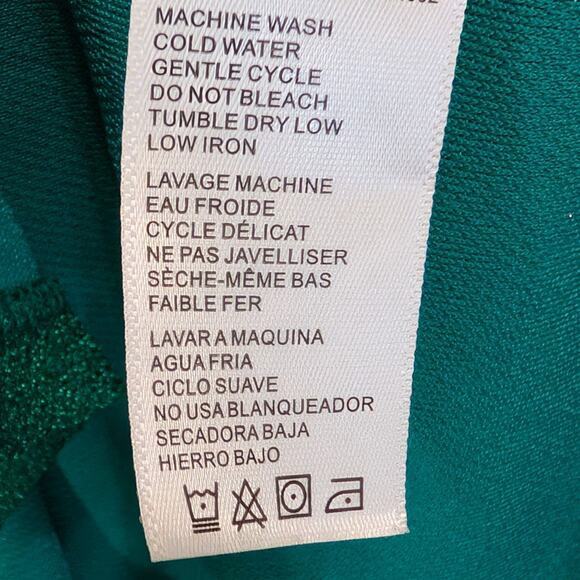 MACHINE WASH
COLD WATER
GENTLE CYCLE
DO NOT BLEACH
TUMBLE DRY LOW
LOW IRON
LAVAGE MACHINE
EAU FROIDE
CYCLE DÉLICAT
NE PAS JAVELLISER
SÈCHE-MÊME BAS
FAIBLE FER
LAVAR A MAQUINA
AGUA FRIA
CICLO SUAVE
NO USA BLANQUEADOR
SECADORA BAJA
HIERRO BAJO